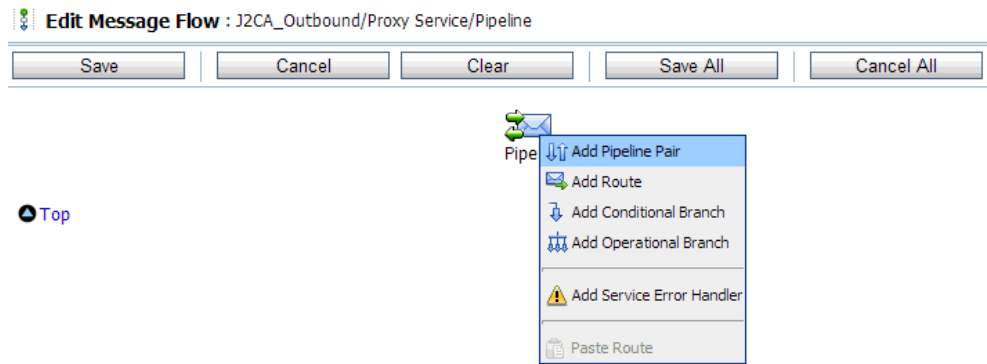 Edit Message Flow : J2CA_Outbound/Proxy Service/Pipeline
Save Cancel Clear Save All Cancel All
Pipe
Add Pipeline Pair
Add Route
Top
Add Conditional Branch
Add Operational Branch
Add Service Error Handler
Paste Route